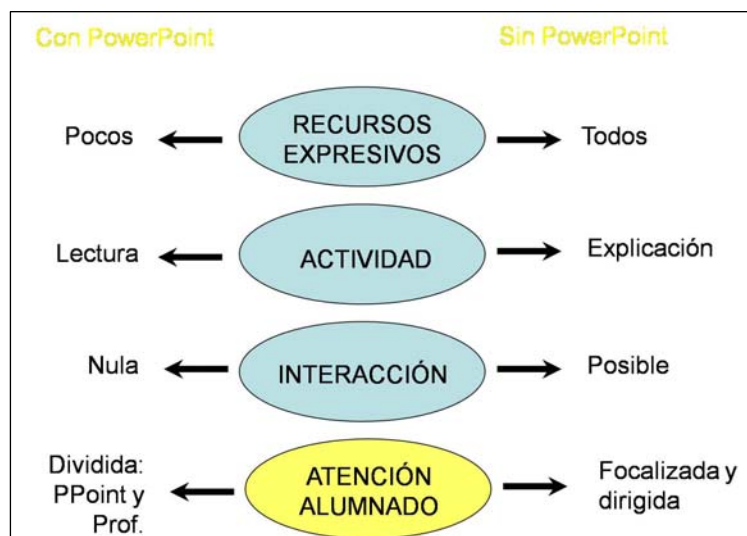 Con PowerPoint
Sin PowerPoint
Pocos
RECURSOS
EXPRESIVOS
Todos
Lectura
ACTIVIDAD
Explicación
Nula
INTERACCIÓN
Posible
Dividida:
PPoint y
Prof.
ATENCIÓN
ALUMNADO
Focalizada y
dirigida